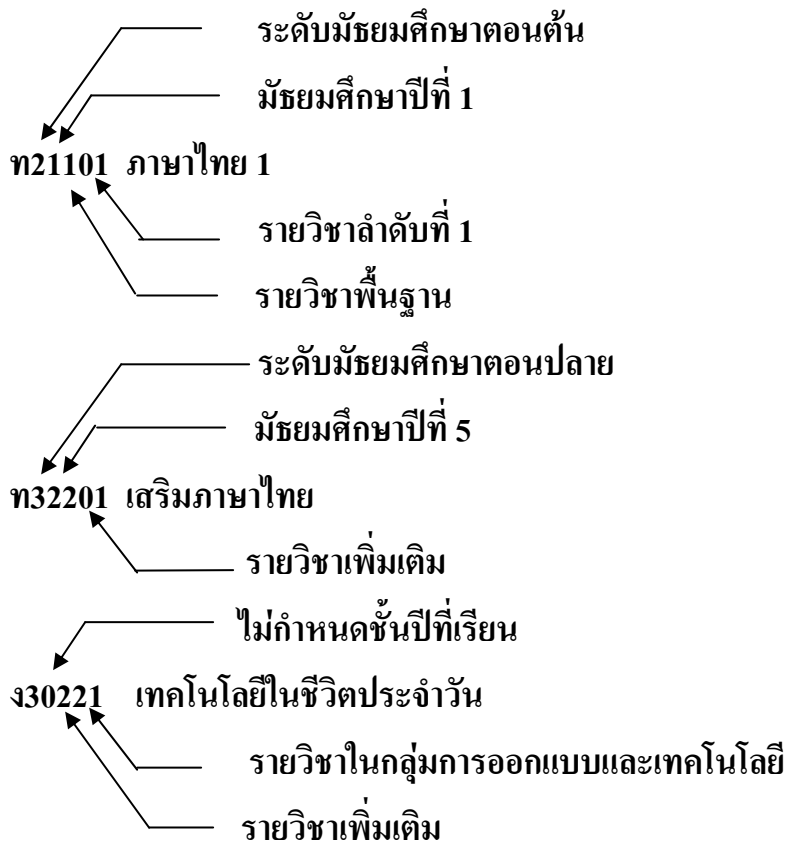 ระดับมัธยมศึกษาตอนต้น
มัธยมศึกษาปีที่ 1
ท21101 ภาษาไทย 1
รายวิชาลำดับที่ 1
รายวิชาพื้นฐาน
ระดับมัธยมศึกษาตอนปลาย
มัธยมศึกษาปีที่ 5
ท32201 เสริมภาษาไทย
รายวิชาเพิ่มเติม
ไม่กำหนดชั้นปีที่เรียน
ง30221 เทคโนโลยีในชีวิตประจำวัน
รายวิชาในกลุ่มการออกแบบและเทคโนโลยี
รายวิชาเพิ่มเติม